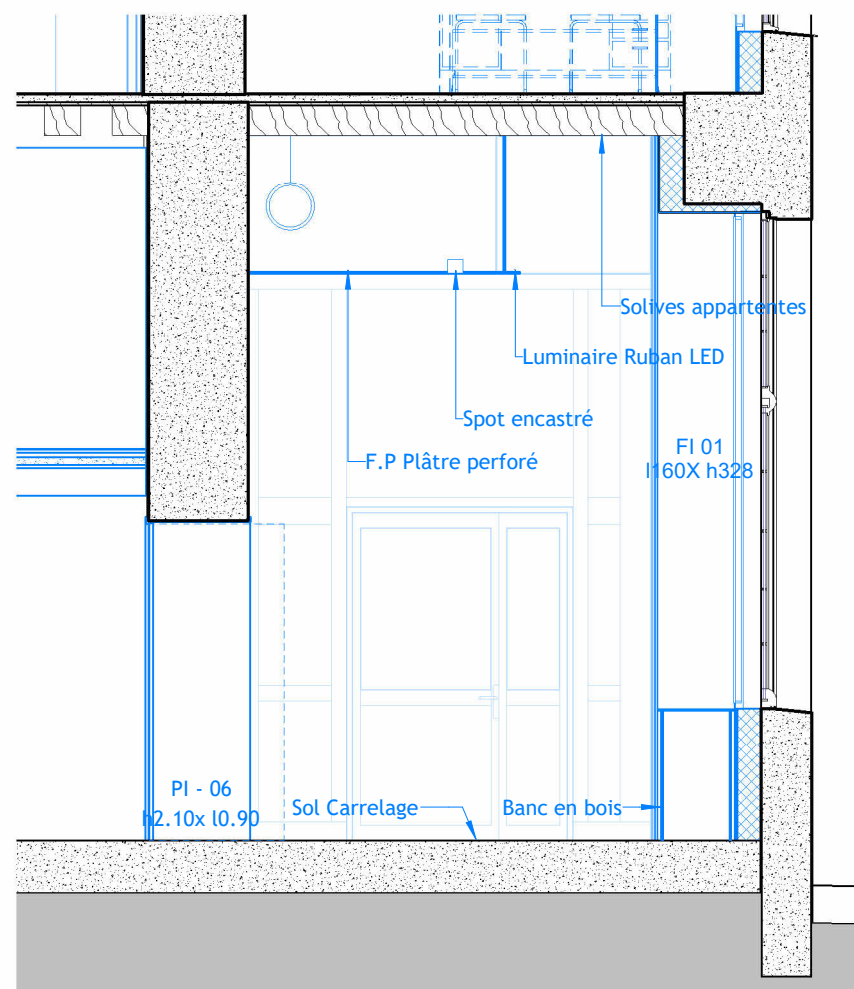 Solives appartentes
Luminaire Ruban LED
Spot encastré
F.P Plâtre perforé
FI 01
l160X h328
PI - 06
h2.10x l0.90
Sol Carrelage
Banc en bois